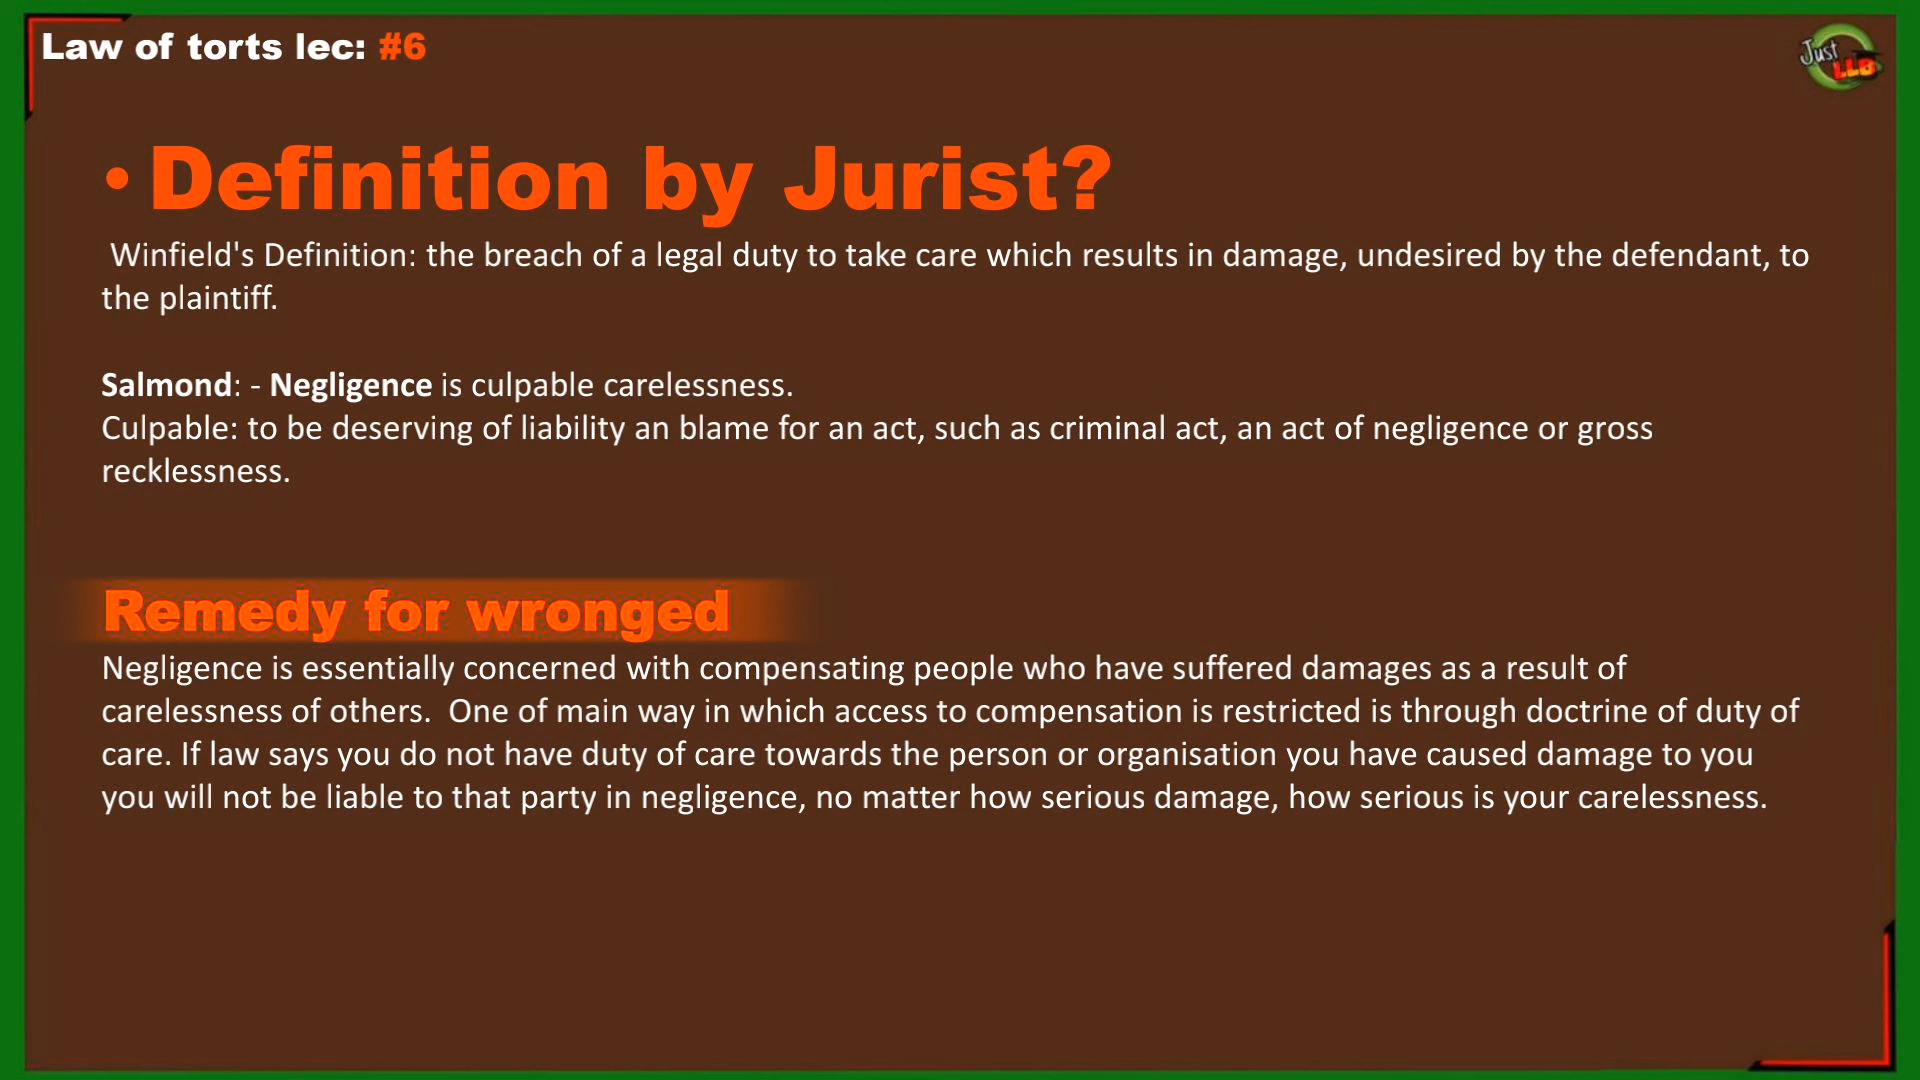 Law of torts lec: #6
Just
LLB
• Definition by Jurist?
Winfield's Definition: the breach of a legal duty to take care which results in damage, undesired by the defendant, to
the plaintiff.
Salmond: - Negligence is culpable carelessness.
Culpable: to be deserving of liability an blame for an act, such as criminal act, an act of negligence or gross
recklessness.
Remedy for wronged
Negligence is essentially concerned with compensating people who have suffered damages as a result of
carelessness of others.  One of main way in which access to compensation is restricted is through doctrine of duty of
care. If law says you do not have duty of care towards the person or organisation you have caused damage to you
you will not be liable to that party in negligence, no matter how serious damage, how serious is your carelessness.